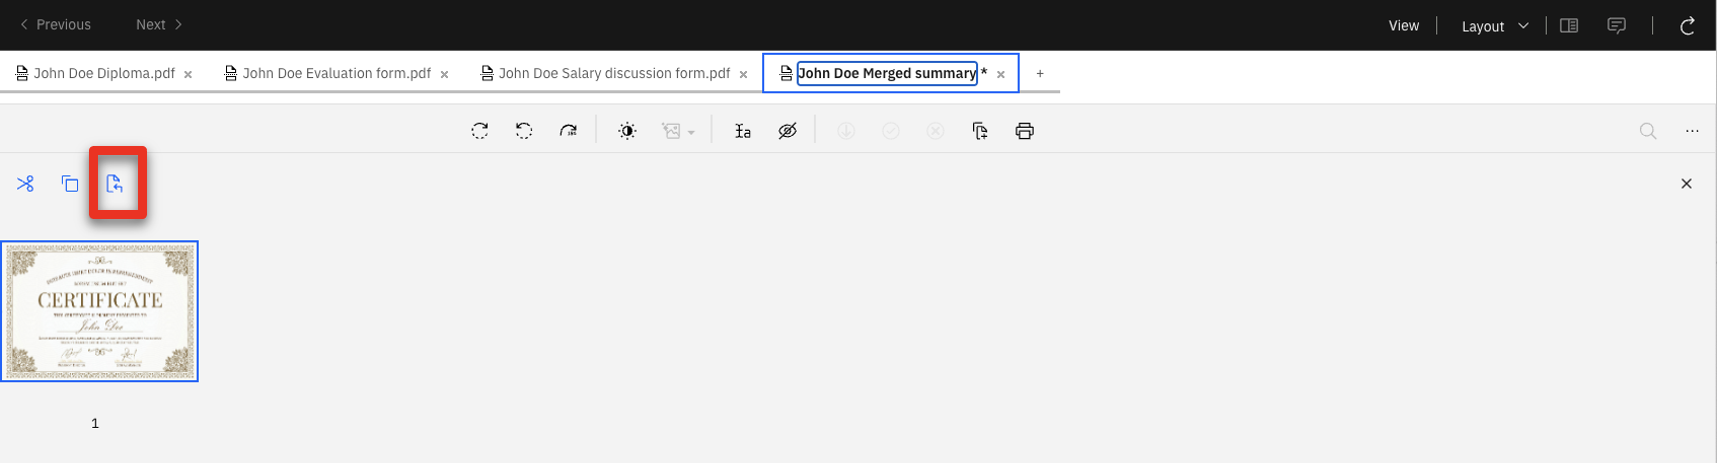 Previous Next View Layout
John Doe Diploma.pdf John Doe Evaluation form.pdf John Doe Salary discussion form.pdf John Doe Merged summary *
CERTIFICATE
John Doe
1